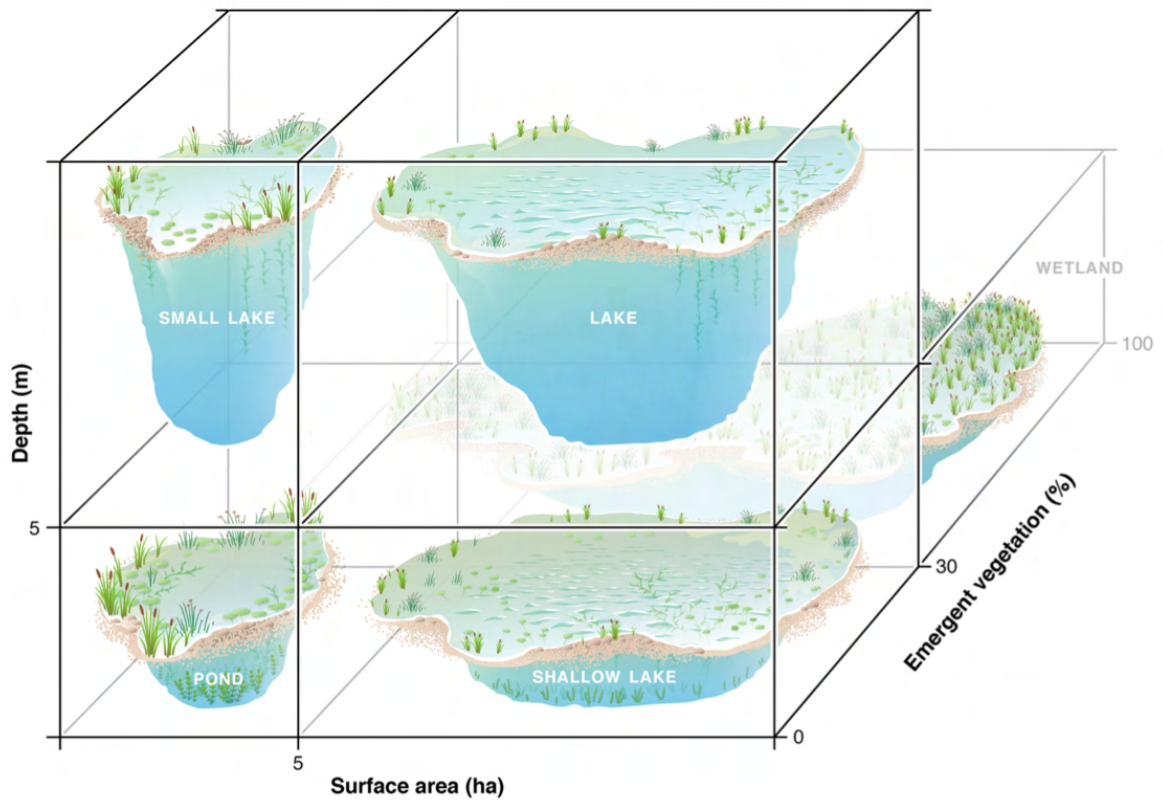 WETLAND
SMALL LAKE
LAKE
100
Depth (m)
5
30
Emergent vegetation (%)
POND
SHALLOW LAKE
0
5
Surface area (ha)